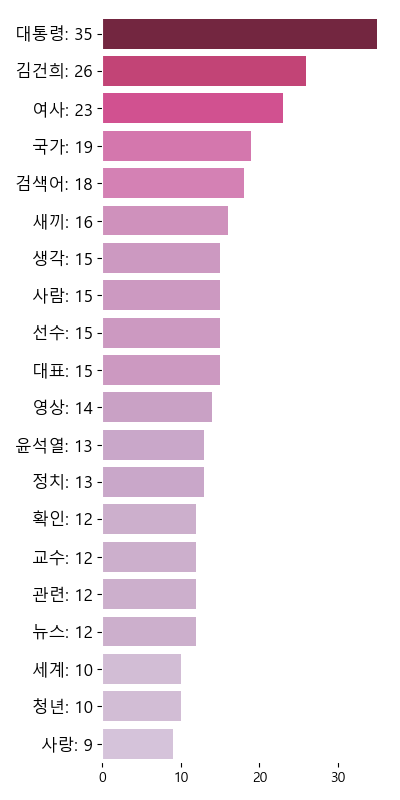 대통령: 35
김건희: 26
여사: 23
국가: 19
검색어: 18
새끼: 16
생각: 15
사람: 15
선수: 15
대표: 15
영상: 14
윤석열: 13
정치: 13
확인: 12
교수: 12
관련: 12
뉴스: 12
세계: 10
청년: 10
사랑: 9
0 10 20 30